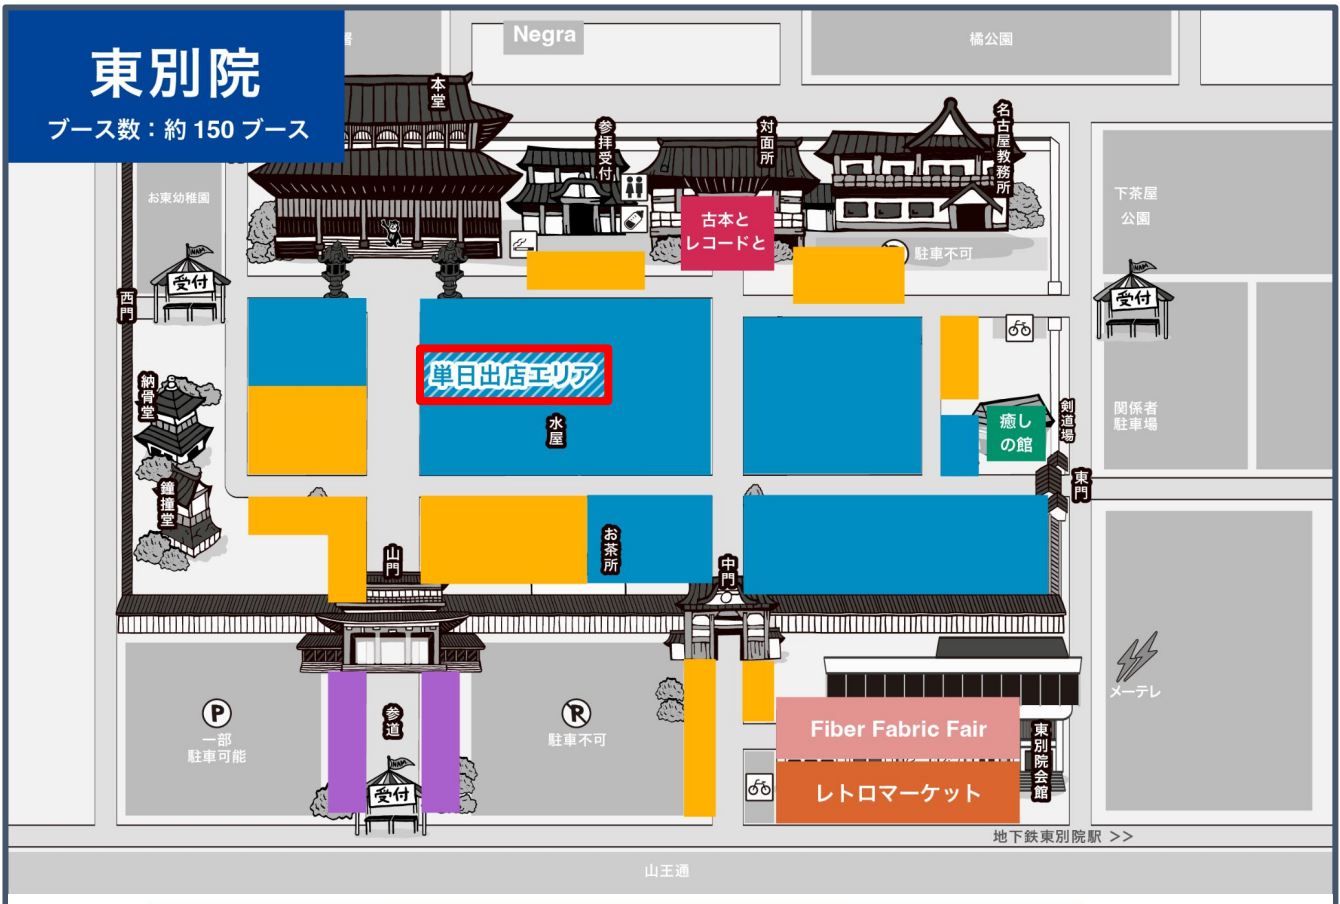 東別院
ブース数：約 150 ブース
署
Negra
橘公園
本堂
参拝受付
対面所
名古屋教務所
お東幼稚園
下茶屋
公園
古本と
レコードと
駐車不可
INAM
受付
INAM
受付
西門
単日出店エリア
水屋
納骨堂
癒し
の館
剣道場
関係者
駐車場
鐘撞堂
東門
お茶所
山門
中門
P
一部
駐車可能
参道
P
駐車不可
INAM
受付
Fiber Fabric Fair
レトロマーケット
東別院会館
メ〜テレ
地下鉄東別院駅 >>
山王通